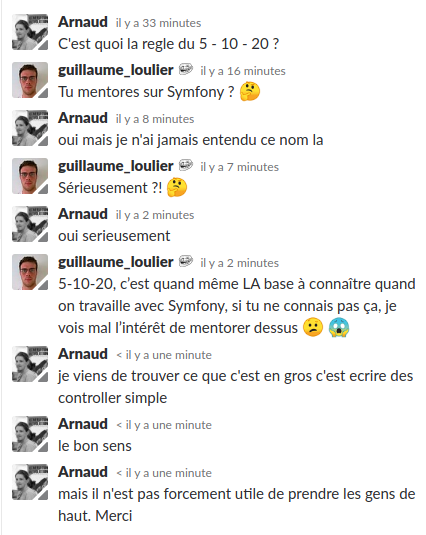 Arnaud il y a 33 minutes
C'est quoi la regle du 5 - 10 - 20 ?
guillaume_loulier il y a 16 minutes
Tu mentores sur Symfony ? 🤔
Arnaud il y a 8 minutes
oui mais je n'ai jamais entendu ce nom la
guillaume_loulier il y a 7 minutes
Sérieusement ?! 🤔
Arnaud il y a 2 minutes
oui serieusement
guillaume_loulier il y a 2 minutes
5-10-20, c’est quand même LA base à connaître quand
on travaille avec Symfony, si tu ne connais pas ça, je
vois mal l’intérêt de mentorer dessus 😕 😱
Arnaud < il y a une minute
je viens de trouver ce que c'est en gros c'est ecrire des
controller simple
Arnaud < il y a une minute
le bon sens
Arnaud < il y a une minute
mais il n'est pas forcement utile de prendre les gens de
haut. Merci